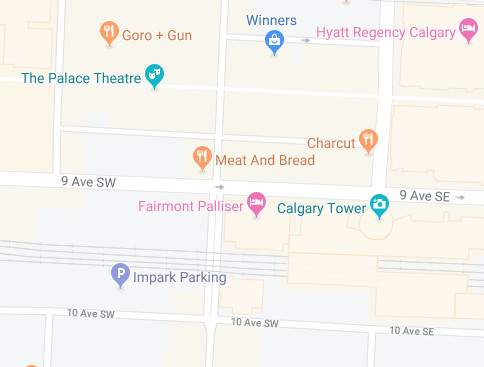 Winners
Goro + Gun
Hyatt Regency Calgary
The Palace Theatre
Charcut
Meat And Bread
9 Ave SW
9 Ave SE
Fairmont Palliser
Calgary Tower
P
Impark Parking
10 Ave SW
10 Ave SW
10 Ave SE